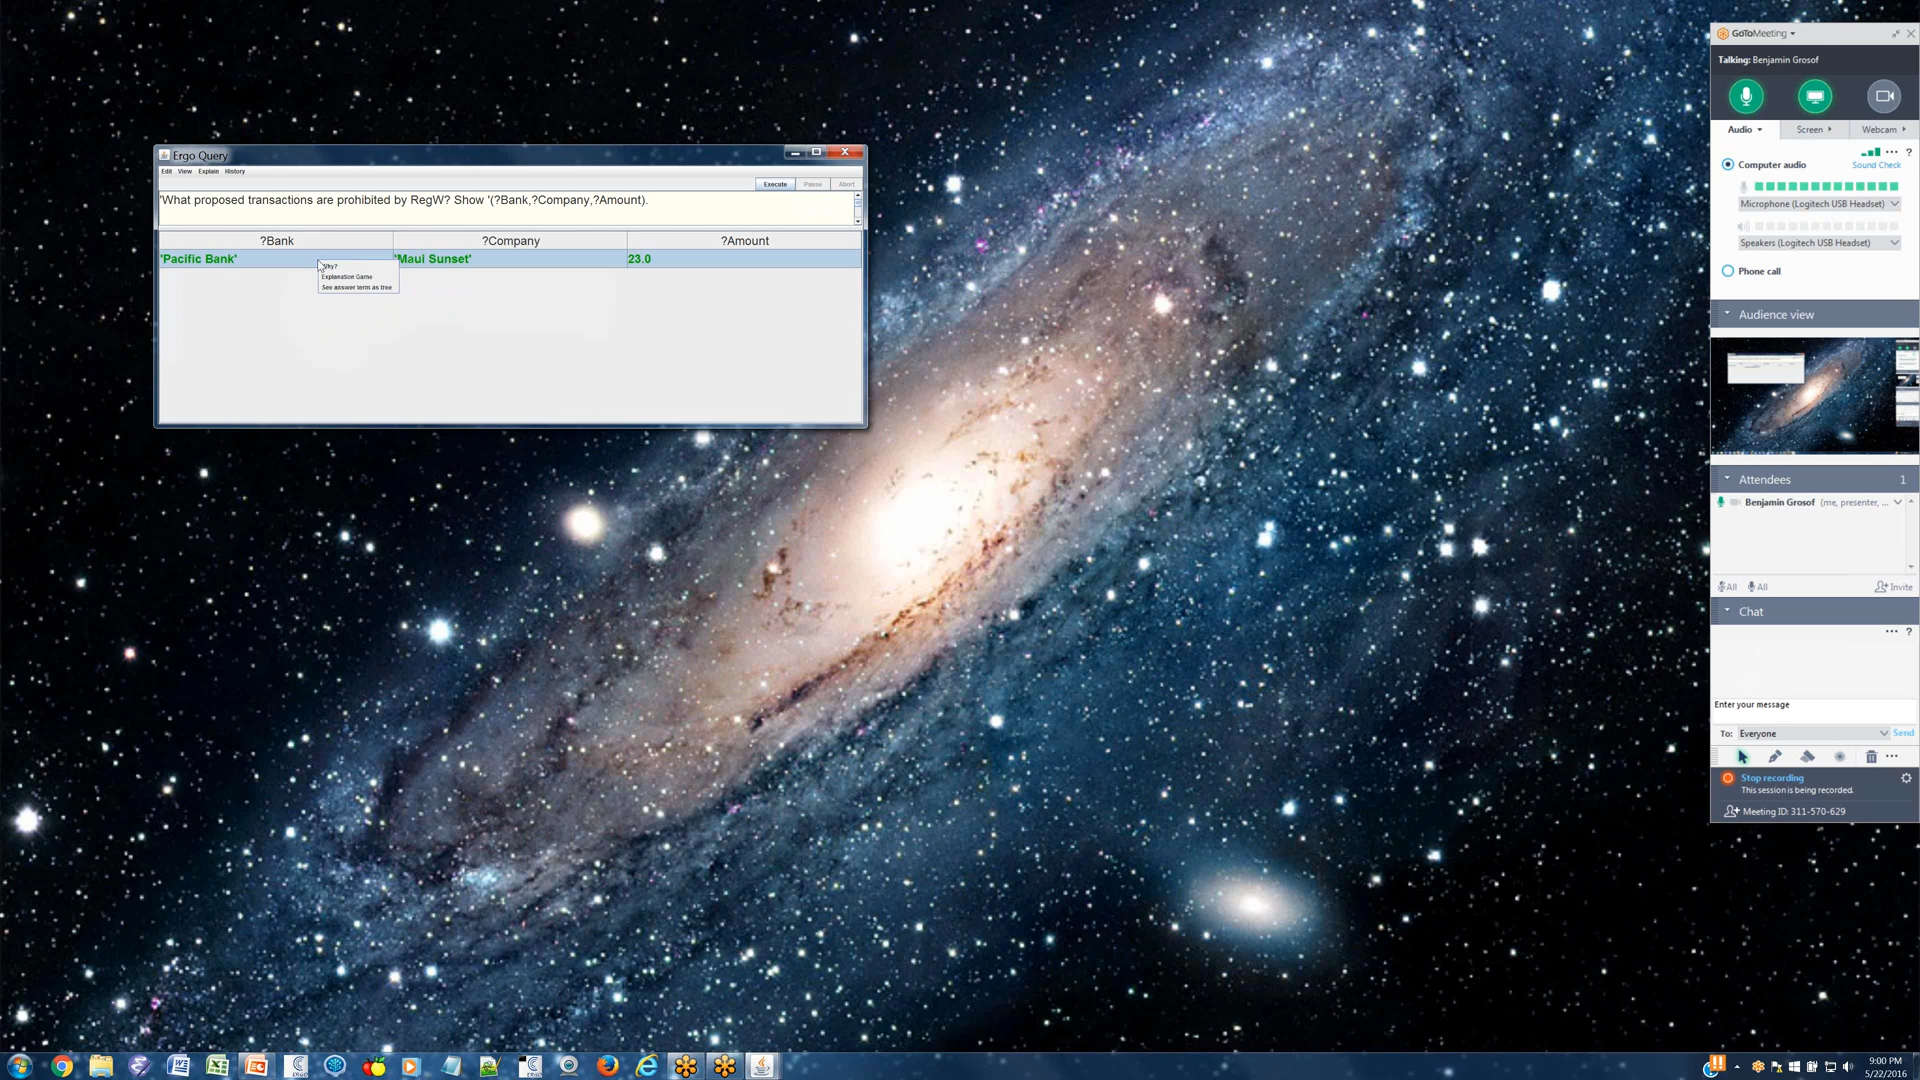 Ergo Query
Edit View Explain History
Execute Pause Abort
'What proposed transactions are prohibited by RegW? Show '(?Bank,?Company,?Amount).
?Bank ?Company ?Amount
'Pacific Bank' 'Maui Sunset' 23.0
Why?
Explanation Game
See answer term as tree
GoToMeeting
Talking: Benjamin Grosof
Audio Screen Webcam
Computer audio Sound Check
Microphone (Logitech USB Headset)
Speakers (Logitech USB Headset)
Phone call
Audience view
Attendees 1
Benjamin Grosof (me, presenter, ...
All All Invite
Chat
Enter your message
To: Everyone Send
Stop recording
This session is being recorded.
Meeting ID: 311-570-629
9:00 PM
5/22/2016